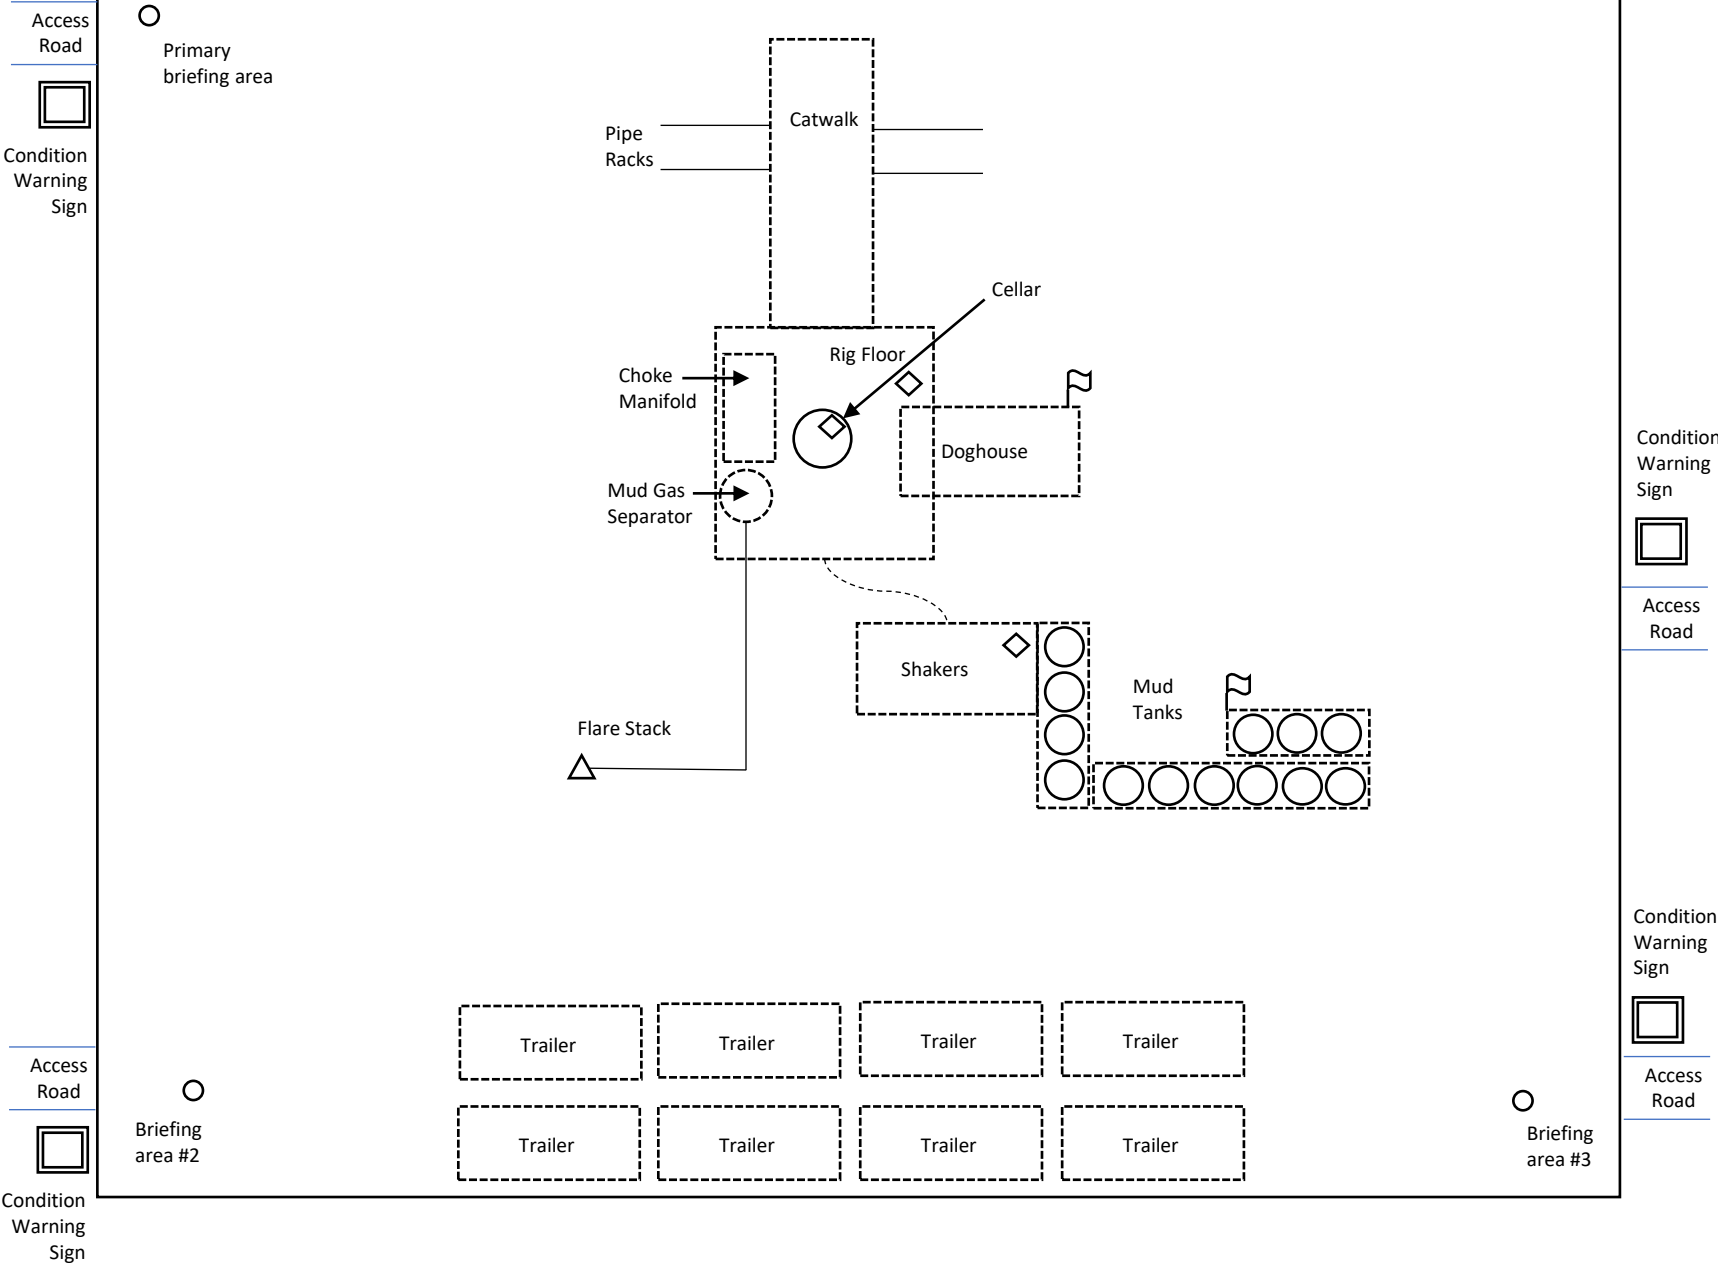 Access
Road
Primary
briefing area
Condition
Warning
Sign
Catwalk
Pipe
Racks
Cellar
Rig Floor
Choke
Manifold
Doghouse
Mud Gas
Separator
Condition
Warning
Sign
Access
Road
Shakers
Mud
Tanks
Flare Stack
Condition
Warning
Sign
Access
Road
Trailer
Trailer
Trailer
Trailer
Access
Road
Briefing
area #2
Trailer
Trailer
Trailer
Trailer
Briefing
area #3
Condition
Warning
Sign